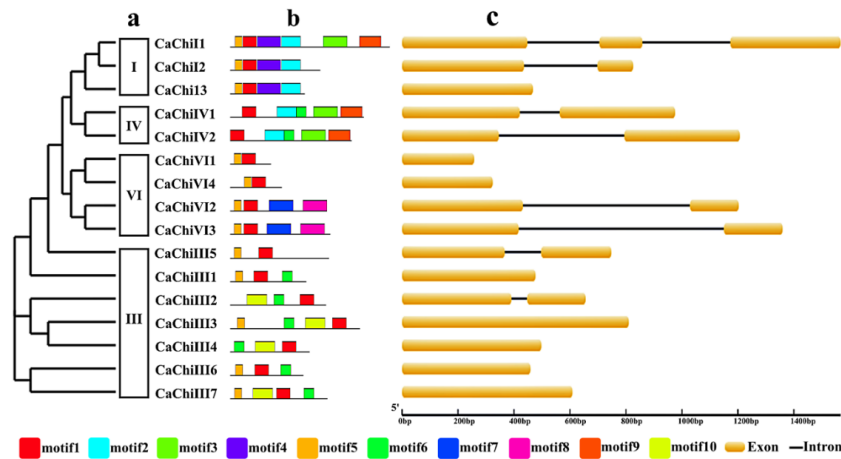 a b c
CaChiI1
I CaChiI2
CaChi13
CaChiIV1
IV
CaChiIV2
CaChiVI1
CaChiVI4
VI
CaChiVI2
CaChiVI3
CaChiIII5
CaChiIII1
CaChiIII2
III
CaChiIII3
CaChiIII4
CaChiIII6
CaChiIII7
5'
0bp 200bp 400bp 600bp 800bp 1000bp 1200bp 1400bp
motif1 motif2 motif3 motif4 motif5 motif6 motif7 motif8 motif9 motif10 Exon Intron